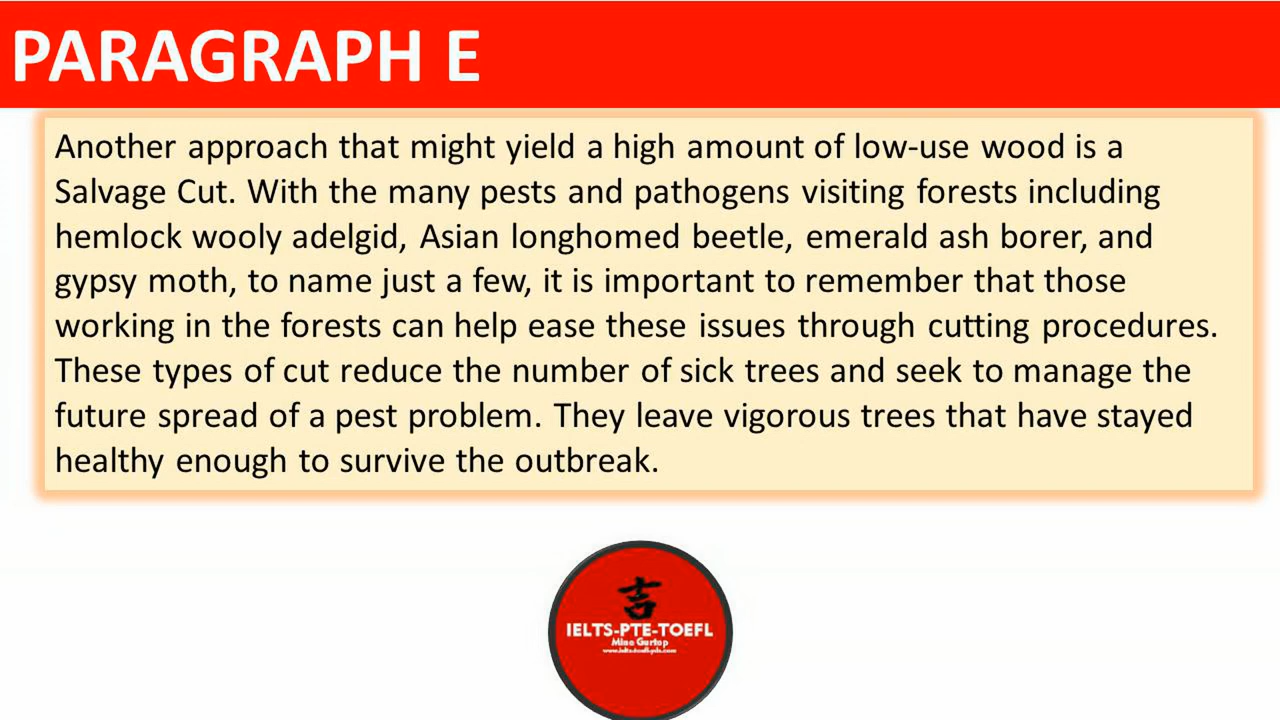 PARAGRAPH E
Another approach that might yield a high amount of low-use wood is a
Salvage Cut. With the many pests and pathogens visiting forests including
hemlock wooly adelgid, Asian longhomed beetle, emerald ash borer, and
gypsy moth, to name just a few, it is important to remember that those
working in the forests can help ease these issues through cutting procedures.
These types of cut reduce the number of sick trees and seek to manage the
future spread of a pest problem. They leave vigorous trees that have stayed
healthy enough to survive the outbreak.
言
IELTS-PTE-TOEFL
Mine Gurtop